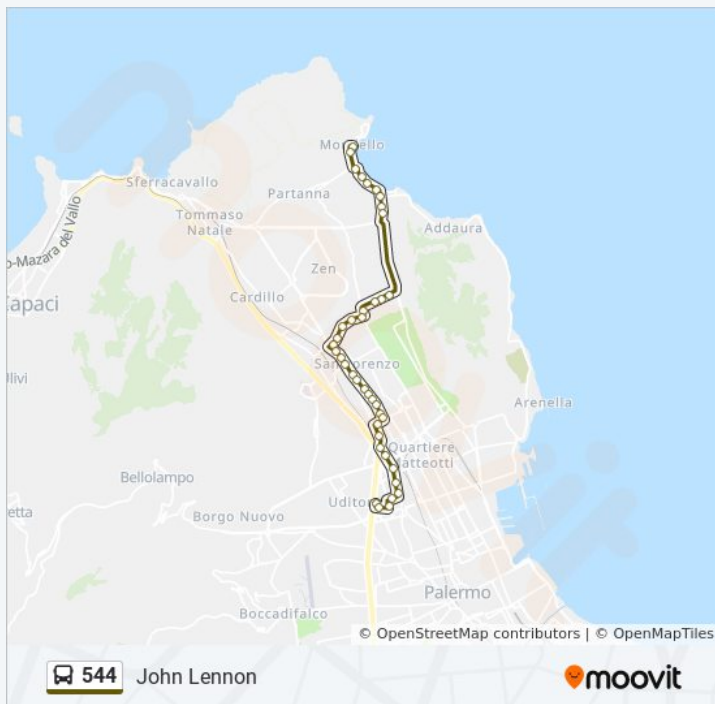 Mondello
Sferracavallo
Partanna
Tommaso
Natale
Addaura
o-Mazara del Vallo
Zen
Cardillo
Capaci
San Lorenzo
Arenella
Quartiere
Matteotti
Bellolampo
Uditore
Borgo Nuovo
etta
Palermo
Boccadifalco
© OpenStreetMap contributors | © OpenMapTiles
544 John Lennon
moovit